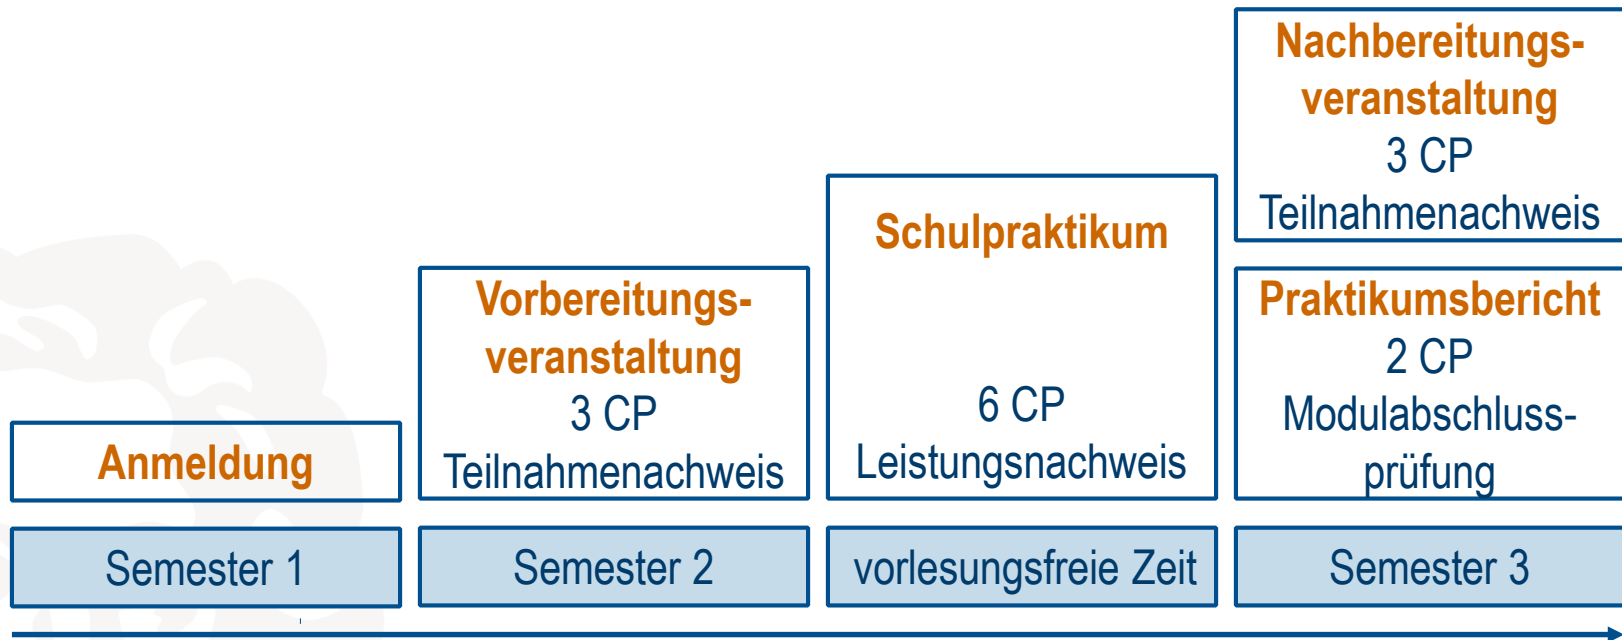 Anmeldung
Semester 1
Vorbereitungs-
veranstaltung
3 CP
Teilnahmenachweis
Semester 2
Schulpraktikum
6 CP
Leistungsnachweis
vorlesungsfreie Zeit
Nachbereitungs-
veranstaltung
3 CP
Teilnahmenachweis
Praktikumsbericht
2 CP
Modulabschluss-
prüfung
Semester 3